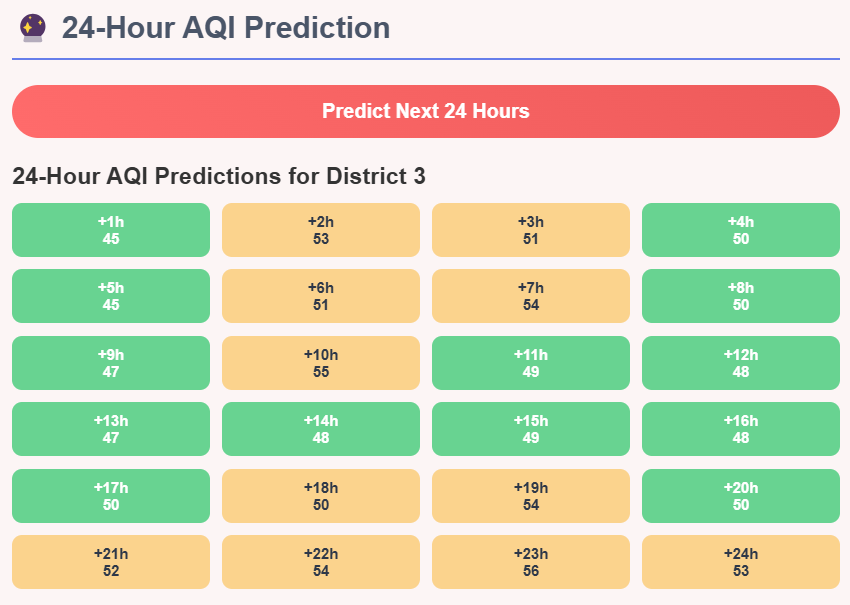 24-Hour AQI Prediction
Predict Next 24 Hours
24-Hour AQI Predictions for District 3
+1h
45
+2h
53
+3h
51
+4h
50
+5h
45
+6h
51
+7h
54
+8h
50
+9h
47
+10h
55
+11h
49
+12h
48
+13h
47
+14h
48
+15h
49
+16h
48
+17h
50
+18h
50
+19h
54
+20h
50
+21h
52
+22h
54
+23h
56
+24h
53